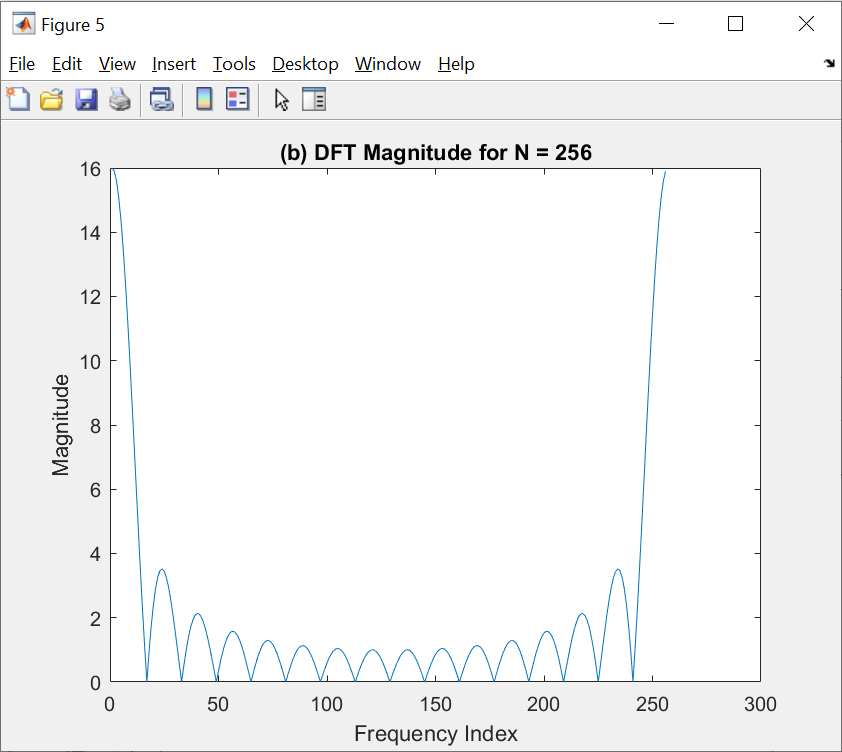 Figure 5
File Edit View Insert Tools Desktop Window Help
(b) DFT Magnitude for N = 256
16
14
12
10
8
6
4
2
0
Magnitude
0 50 100 150 200 250 300
Frequency Index